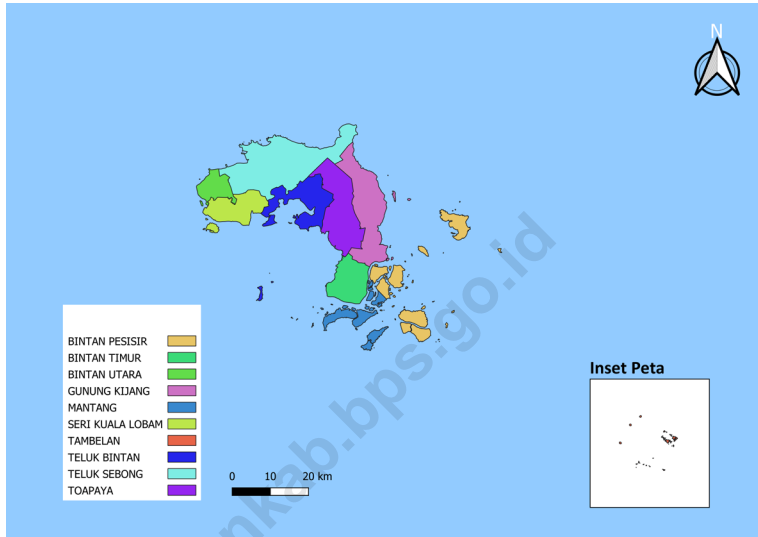 N
BINTAN PESISIR
BINTAN TIMUR
BINTAN UTARA
GUNUNG KIJANG
MANTANG
SERI KUALA LOBAM
TAMBELAN
TELUK BINTAN
TELUK SEBONG
TOAPAYA
0 10 20 km
Inset Peta
nkab.bps.go.id